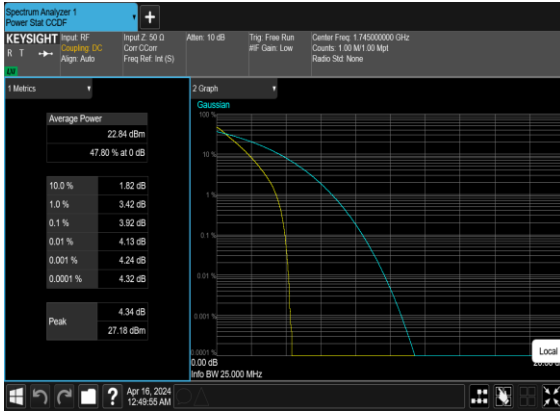 Spectrum Analyzer 1
Power Stat CCDF
KEYSIGHT
R T
Input: RF
Coupling: DC
Align: Auto
Input Z: 50 Ω
Corr CCorr
Freq Ref: Int (S)
Atten: 10 dB
Trig: Free Run
#IF Gain: Low
Center Freq: 1.745000000 GHz
Counts: 1.00 M/1.00 Mpt
Radio Std: None
1 Metrics
2 Graph
Average Power
22.84 dBm
47.80 % at 0 dB
10.0 % 1.82 dB
1.0 % 3.42 dB
0.1 % 3.92 dB
0.01 % 4.13 dB
0.001 % 4.24 dB
0.0001 % 4.32 dB
Peak
4.34 dB
27.18 dBm
Gaussian
100 %
10 %
1 %
0.1 %
0.01 %
0.001 %
0.0001 %
0.00 dB
Info BW 25.000 MHz
Local
Apr 16, 2024
12:49:55 AM